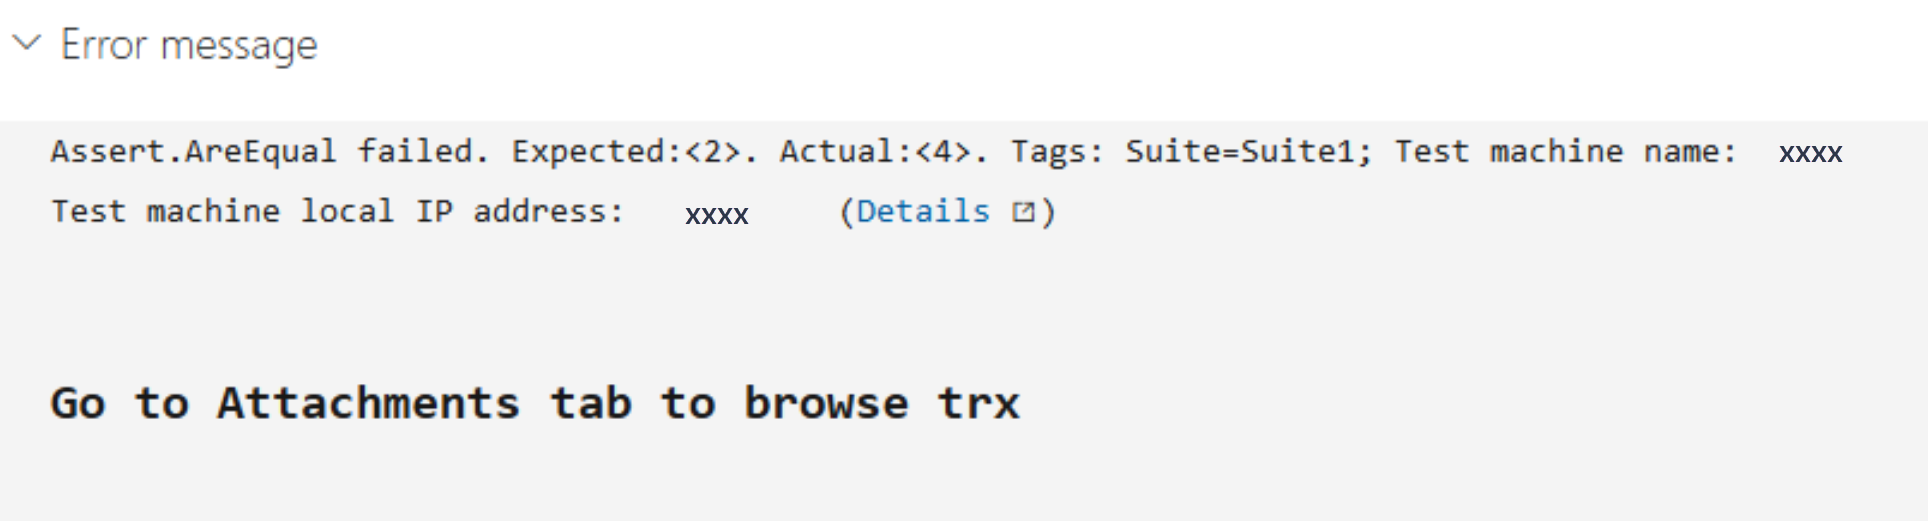 Error message
Assert.AreEqual failed. Expected:<2>. Actual:<4>. Tags: Suite=Suite1; Test machine name: xxxx
Test machine local IP address: xxxx (Details)
Go to Attachments tab to browse trx